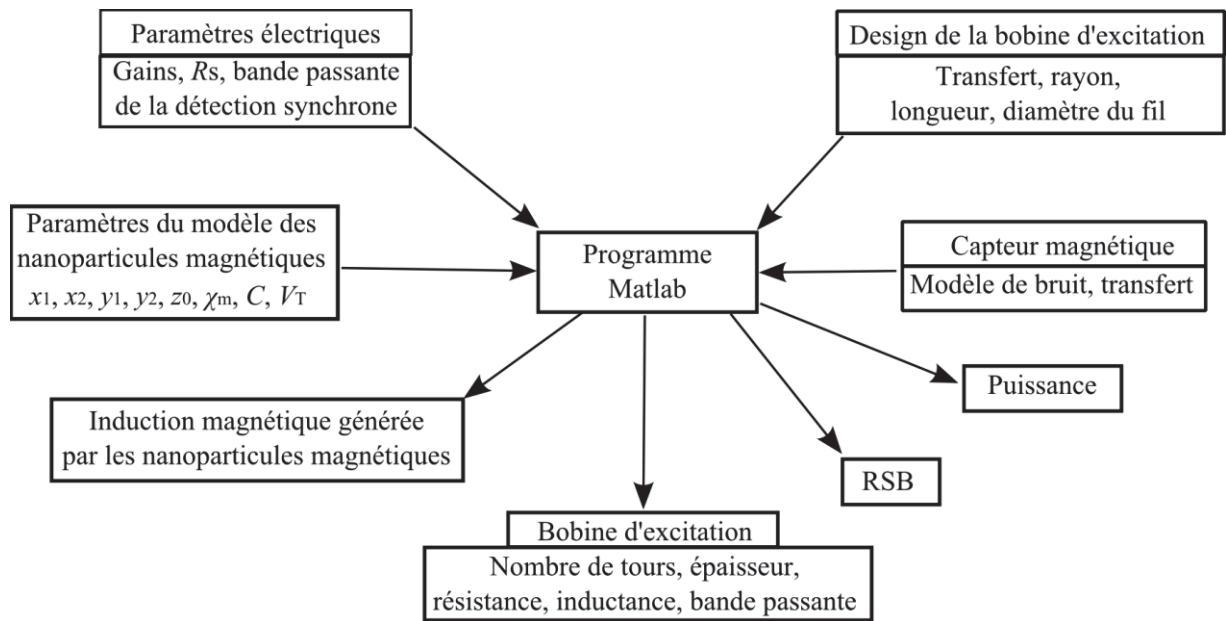 Paramètres électriques
Gains, Rs, bande passante
de la détection synchrone
Design de la bobine d'excitation
Transfert, rayon,
longueur, diamètre du fil
Paramètres du modèle des
nanoparticules magnétiques
x1, x2, y1, y2, z0, χm, C, VT
Programme
Matlab
Capteur magnétique
Modèle de bruit, transfert
Puissance
Induction magnétique générée
par les nanoparticules magnétiques
RSB
Bobine d'excitation
Nombre de tours, épaisseur,
résistance, inductance, bande passante